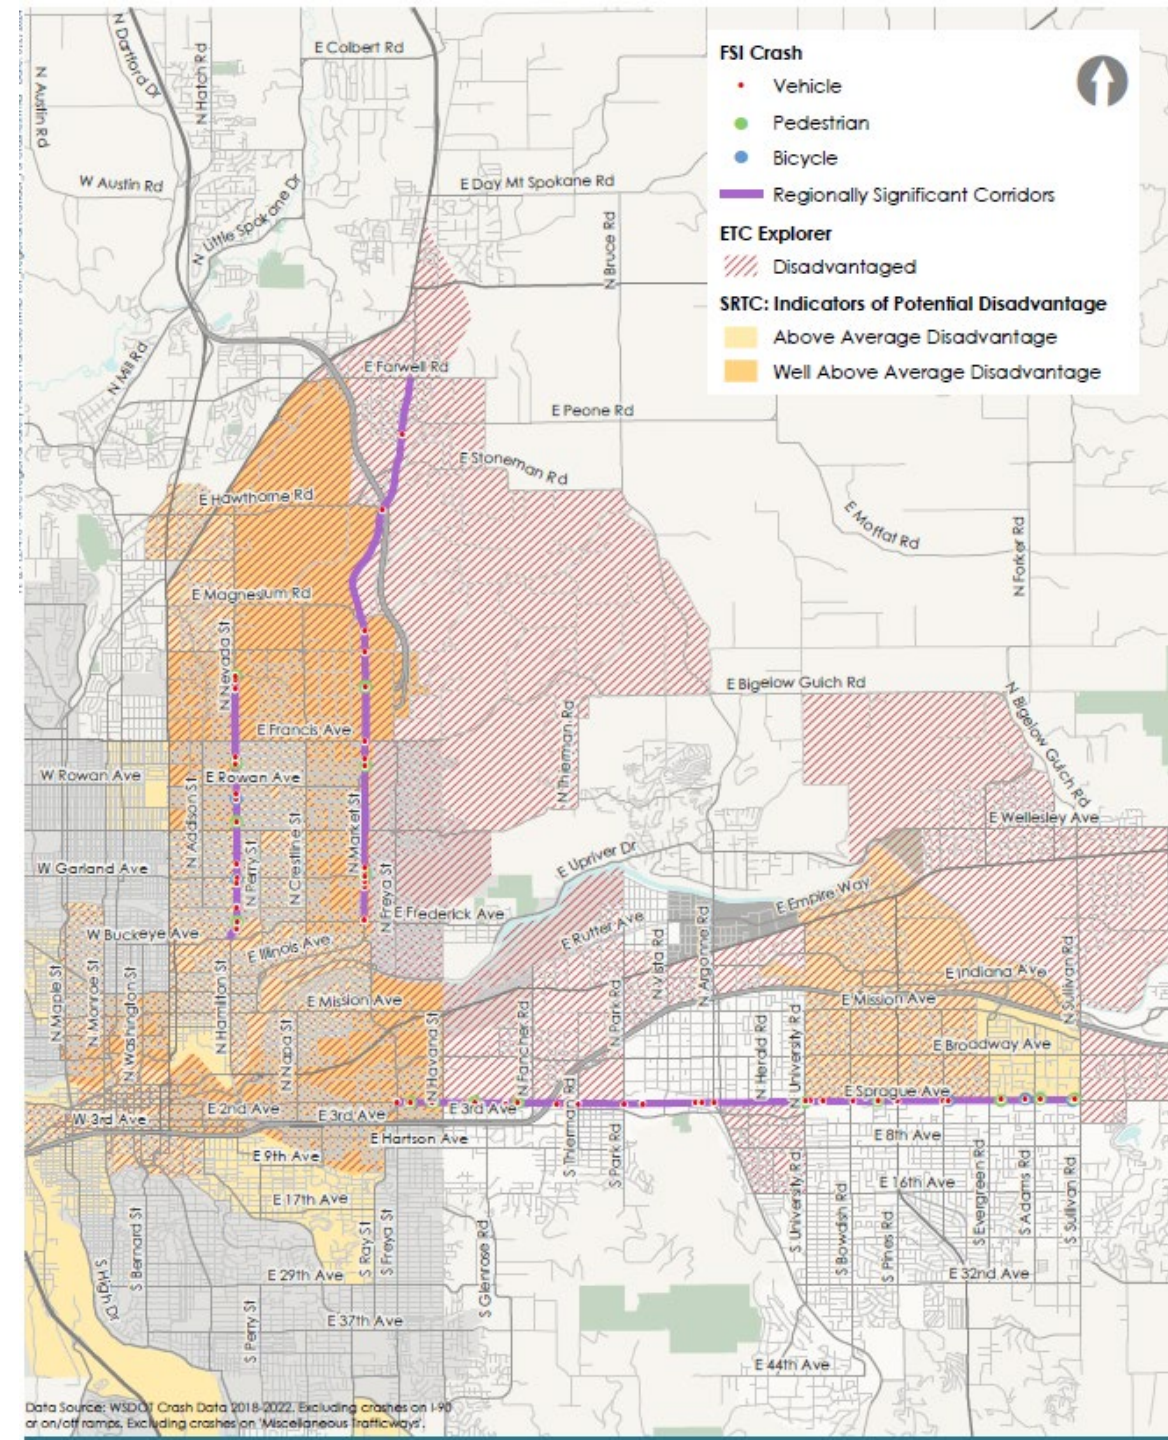 FSI Crash
Vehicle
Pedestrian
Bicycle
Regionally Significant Corridors
ETC Explorer
Disadvantaged
SRTC: Indicators of Potential Disadvantage
Above Average Disadvantage
Well Above Average Disadvantage
N Dartford Dr
N Hatch Rd
E Colbert Rd
N Austin Rd
W Austin Rd
E Day Mt Spokane Rd
N Little Spokane Dr
N Bruce Rd
N Mill Rd
E Farwell Rd
E Peone Rd
E Stoneman Rd
E Hawthorne Rd
E Moffat Rd
N Forker Rd
E Magnesium Rd
N Nevada St
E Bigelow Gulch Rd
N Bigelow Gulch Rd
E Francis Ave
N Thierman Rd
W Rowan Ave
E Rowan Ave
N Addison St
N Market St
N Crestline St
E Wellesley Ave
N Perry St
E Upriver Dr
W Garland Ave
N Freya St
E Empire Way
E Frederick Ave
E Rutter Ave
N Argonne Rd
W Buckeye Ave
E Illinois Ave
N Vista Rd
N Sullivan Rd
E Indiana Ave
N Maple St
N Monroe St
N Washington St
N Hamilton St
E Mission Ave
E Mission Ave
N Park Rd
N Napa St
N Havana St
N Fancher Rd
N Herald Rd
N University Rd
E Broadway Ave
E Sprague Ave
W 3rd Ave
E 2nd Ave
E 3rd Ave
E 3rd Ave
S Thierman Rd
E Hartson Ave
E 8th Ave
E 9th Ave
S Park Rd
E 16th Ave
E 17th Ave
S University Rd
S Bowdish Rd
S Pines Rd
S Evergreen Rd
S Adams Rd
S Sullivan Rd
S Bernard St
S Ray St
S Freya St
S Glenrose Rd
S High Dr
E 29th Ave
E 32nd Ave
S Perry St
E 37th Ave
E 44th Ave
Data Source: WSDOT Crash Data 2018-2022. Excluding crashes on I-90
or on/off ramps. Excluding crashes on 'Miscellaneous Trafficways'.